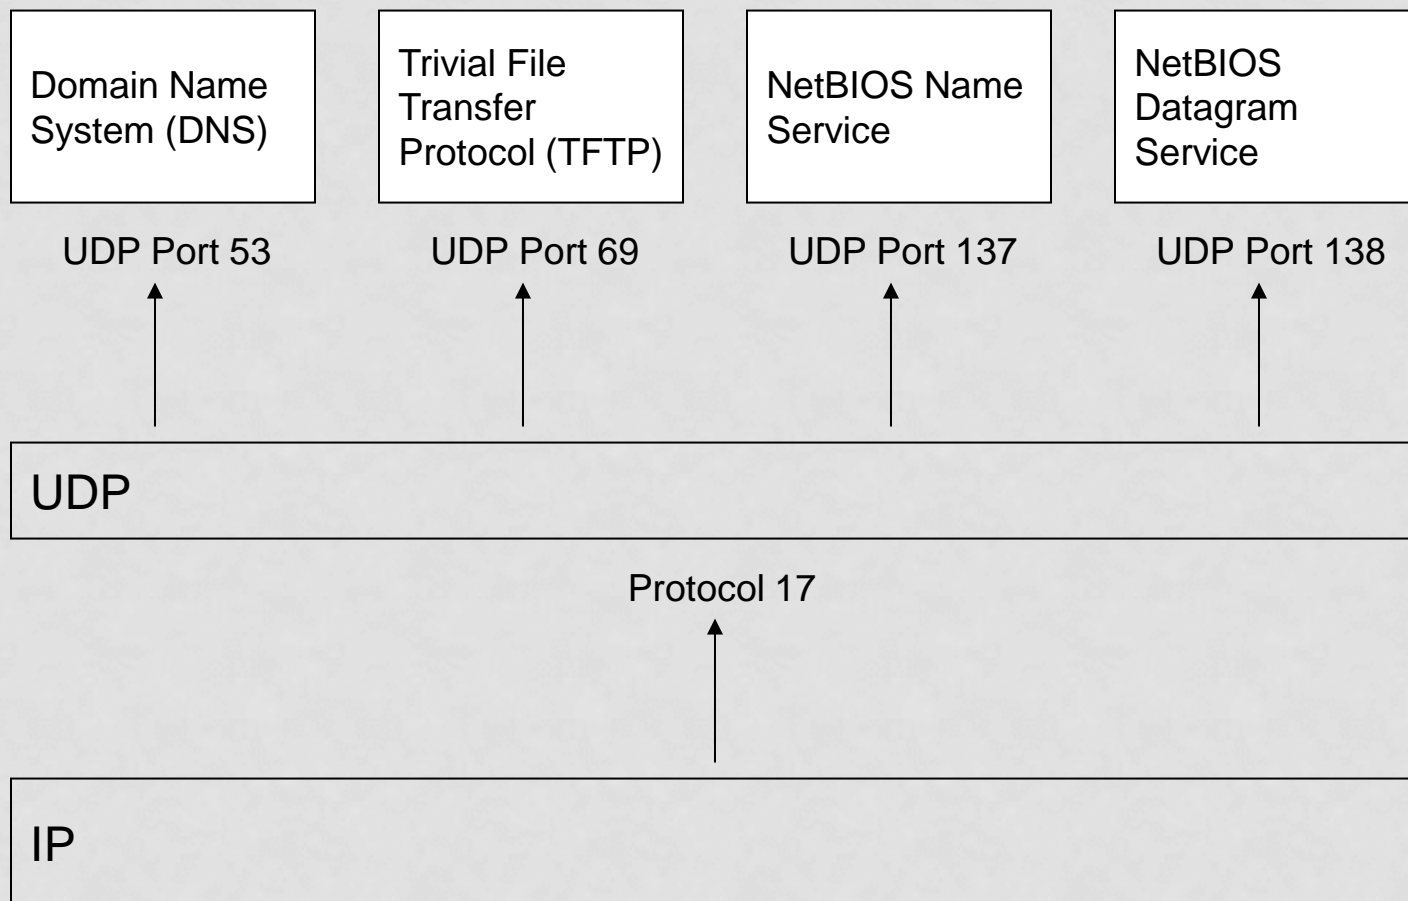 Domain Name
System (DNS)
Trivial File
Transfer
Protocol (TFTP)
NetBIOS Name
Service
NetBIOS
Datagram
Service
UDP Port 53
UDP Port 69
UDP Port 137
UDP Port 138
UDP
Protocol 17
IP